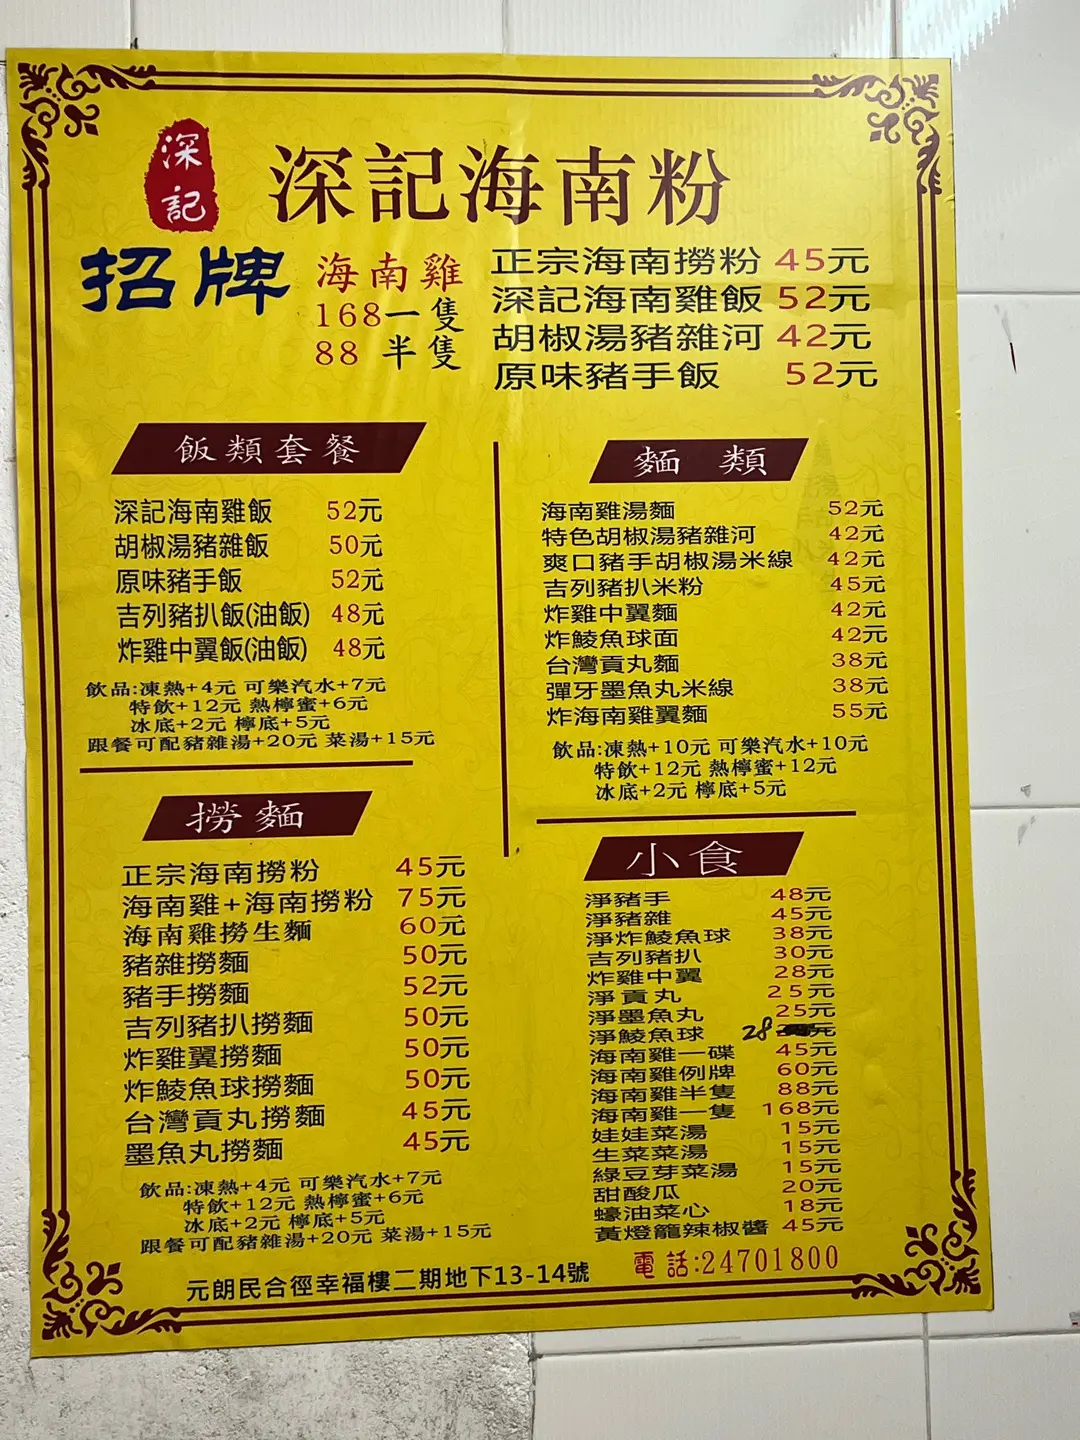 深記
深記海南粉
招牌
海南雞
168一隻
88 半隻
正宗海南撈粉 45元
深記海南雞飯 52元
胡椒湯豬雜河 42元
原味豬手飯 52元
飯類套餐
深記海南雞飯 52元
胡椒湯豬雜飯 50元
原味豬手飯 52元
吉列豬扒飯(油飯) 48元
炸雞中翼飯(油飯) 48元
飲品:凍熱+4元 可樂汽水+7元
特飲+12元 熱檸蜜+6元
冰底+2元 檸底+5元
跟餐可配豬雜湯+20元 菜湯+15元
麵類
海南雞湯麵 52元
特色胡椒湯豬雜河 42元
爽口豬手胡椒湯米線 42元
吉列豬扒米粉 45元
炸雞中翼麵 42元
炸鯪魚球面 42元
台灣貢丸麵 38元
彈牙墨魚丸米線 38元
炸海南雞翼麵 55元
飲品:凍熱+10元 可樂汽水+10元
特飲+12元 熱檸蜜+12元
冰底+2元 檸底+5元
撈麵
正宗海南撈粉 45元
海南雞+海南撈粉 75元
海南雞撈生麵 60元
豬雜撈麵 50元
豬手撈麵 52元
吉列豬扒撈麵 50元
炸雞翼撈麵 50元
炸鯪魚球撈麵 50元
台灣貢丸撈麵 45元
墨魚丸撈麵 45元
飲品:凍熱+4元 可樂汽水+7元
特飲+12元 熱檸蜜+6元
冰底+2元 檸底+5元
跟餐可配豬雜湯+20元 菜湯+15元
小食
淨豬手 48元
淨豬雜 45元
淨炸鯪魚球 38元
吉列豬扒 30元
炸雞中翼 28元
淨貢丸 25元
淨墨魚丸 25元
淨鯪魚球 28 元
海南雞一碟 45元
海南雞例牌 60元
海南雞半隻 88元
海南雞一隻 168元
娃娃菜湯 15元
生菜菜湯 15元
綠豆芽菜湯 15元
甜酸瓜 20元
蠔油菜心 18元
黃燈籠辣椒醬 45元
元朗民合徑幸福樓二期地下13-14號
電話:24701800